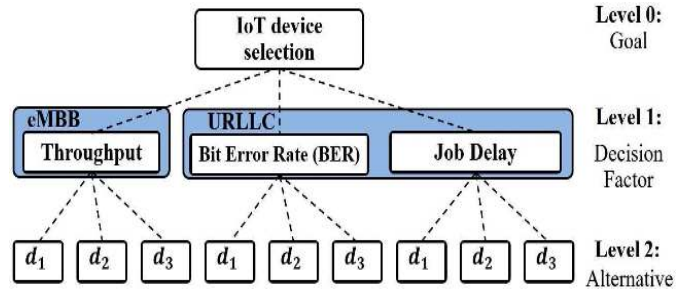 IoT device
selection
Level 0:
Goal
eMBB
URLLC
Level 1:
Throughput
Bit Error Rate (BER)
Job Delay
Decision
Factor
d₁ d₂ d₃ d₁ d₂ d₃ d₁ d₂ d₃
Level 2:
Alternative